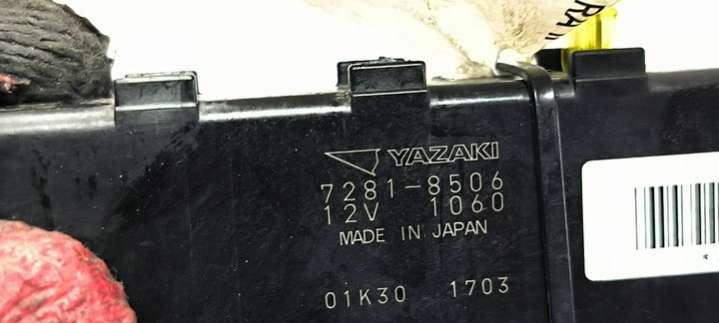 YAZAKI
7281-8506
12V 1060
MADE IN JAPAN
01K30 1703